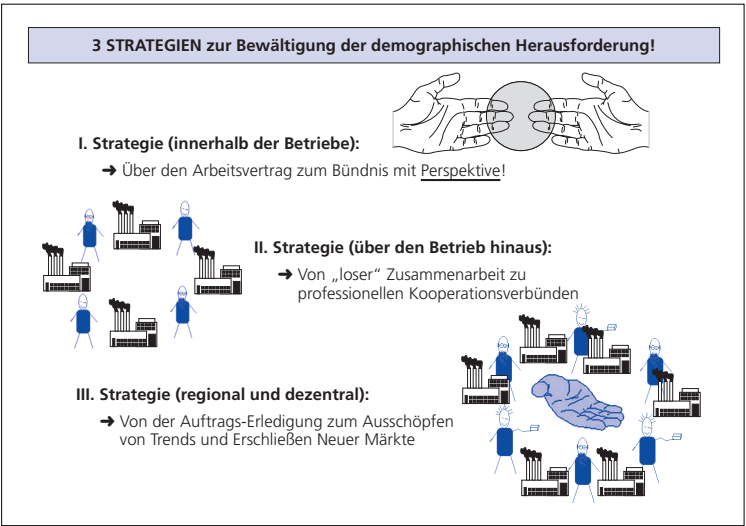 3 STRATEGIEN zur Bewältigung der demographischen Herausforderung!
I. Strategie (innerhalb der Betriebe):
➜ Über den Arbeitsvertrag zum Bündnis mit Perspektive!
II. Strategie (über den Betrieb hinaus):
➜ Von „loser“ Zusammenarbeit zu
professionellen Kooperationsverbünden
III. Strategie (regional und dezentral):
➜ Von der Auftrags-Erledigung zum Ausschöpfen
von Trends und Erschließen Neuer Märkte